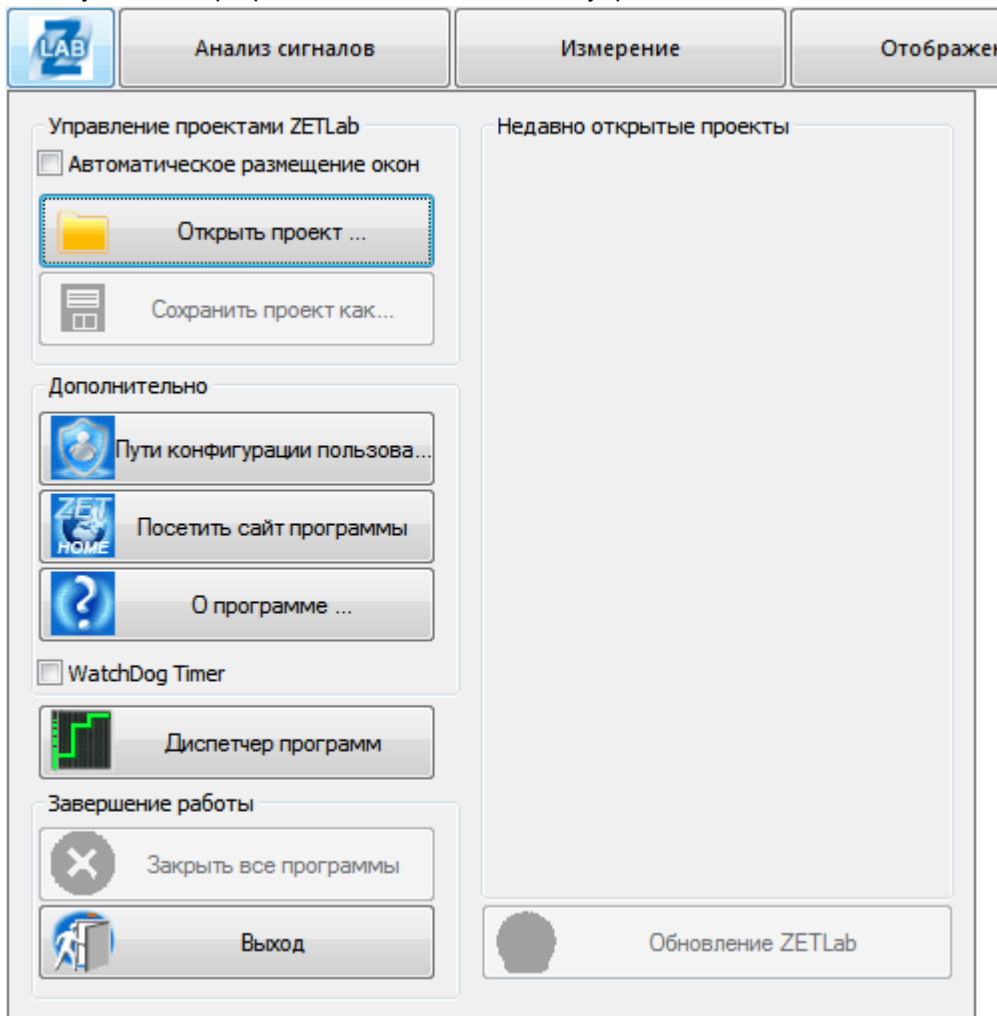 LAB
Анализ сигналов
Измерение
Отображе
Управление проектами ZETLab
Автоматическое размещение окон
Открыть проект ...
Сохранить проект как...
Дополнительно
Пути конфигурации пользова...
ZET
HOME
Посетить сайт программы
О программе ...
WatchDog Timer
Диспетчер программ
Завершение работы
Закрыть все программы
Выход
Недавно открытые проекты
Обновление ZETLab